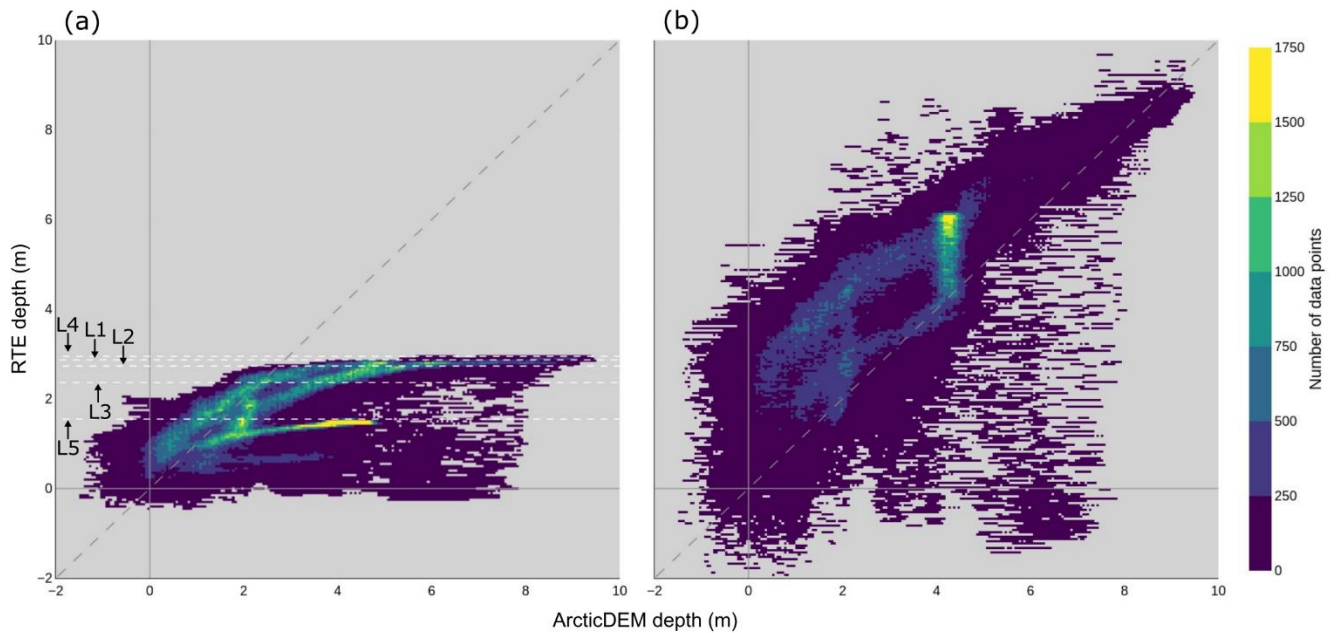 (a)
(b)
10
8
6
4
2
0
−2
RTE depth (m)
L4
L1
L2
L3
L5
−2 0 2 4 6 8 10
−2 0 2 4 6 8 10
ArcticDEM depth (m)
1750
1500
1250
1000
750
500
250
0
Number of data points